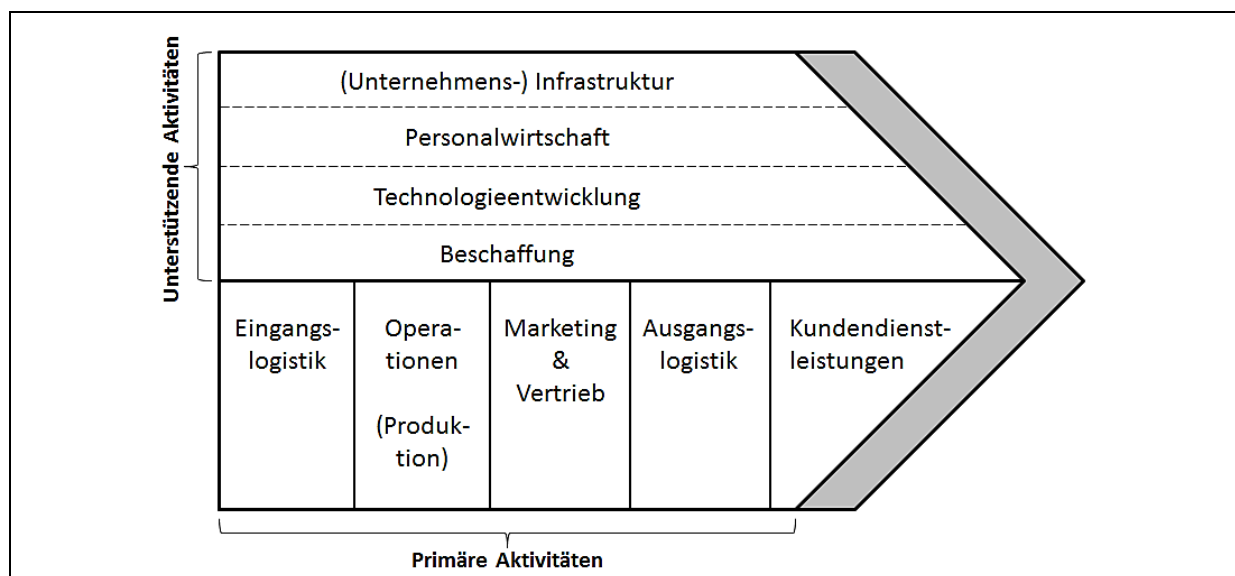 Unterstützende Aktivitäten
(Unternehmens-) Infrastruktur
Personalwirtschaft
Technologieentwicklung
Beschaffung
Eingangs-
logistik
Opera-
tionen
(Produk-
tion)
Marketing
&
Vertrieb
Ausgangs-
logistik
Kundendienst-
leistungen
Primäre Aktivitäten